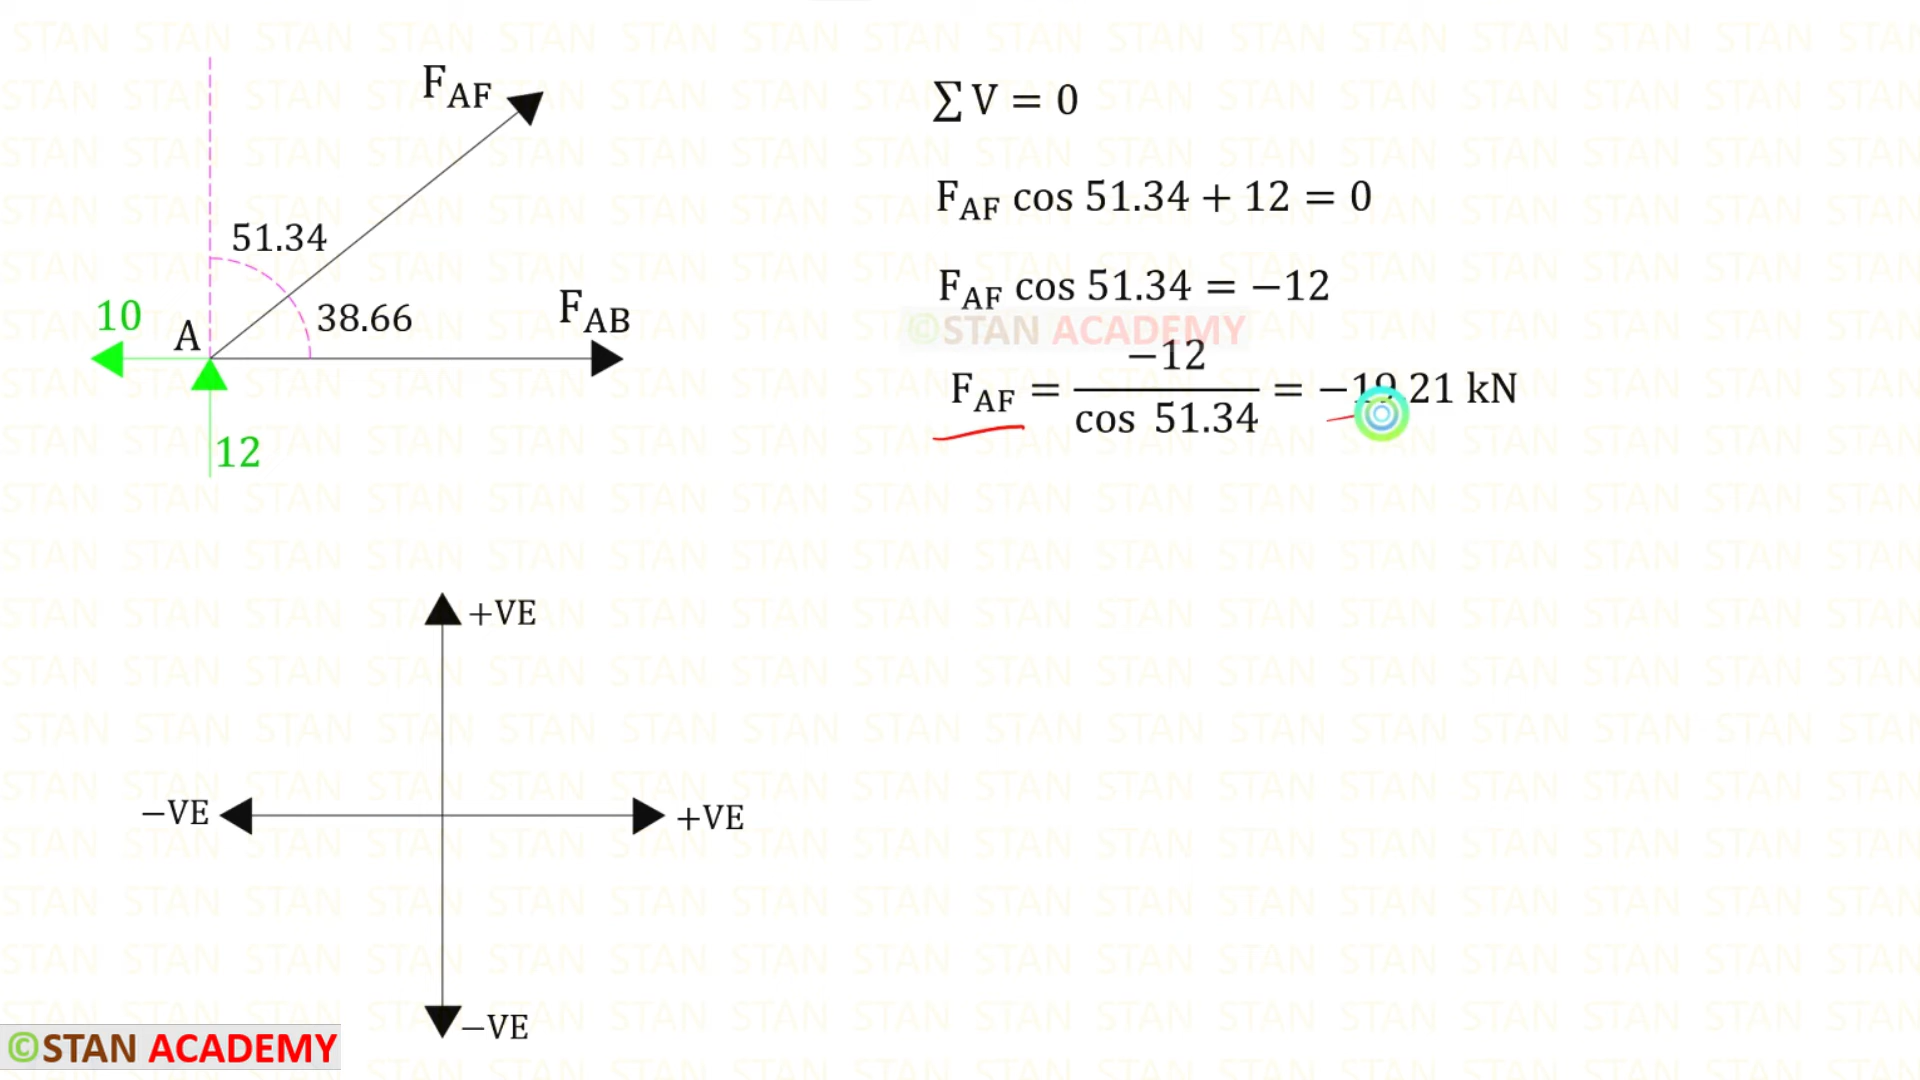 F_AF
51.34
38.66
F_AB
10
A
12
∑ V = 0
F_AF cos 51.34 + 12 = 0
F_AF cos 51.34 = −12
©STAN ACADEMY
F_AF = −12 / cos 51.34 = −19.21 kN
+VE
−VE
+VE
−VE
©STAN ACADEMY